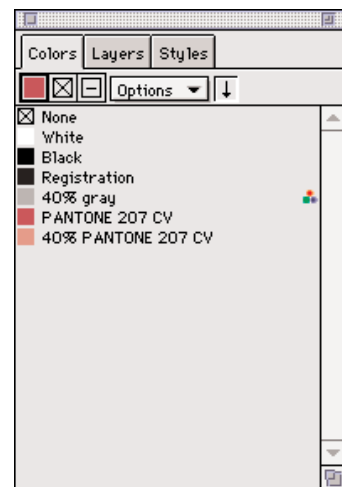 Colors Layers Styles
Options
None
White
Black
Registration
40% gray
PANTONE 207 CV
40% PANTONE 207 CV